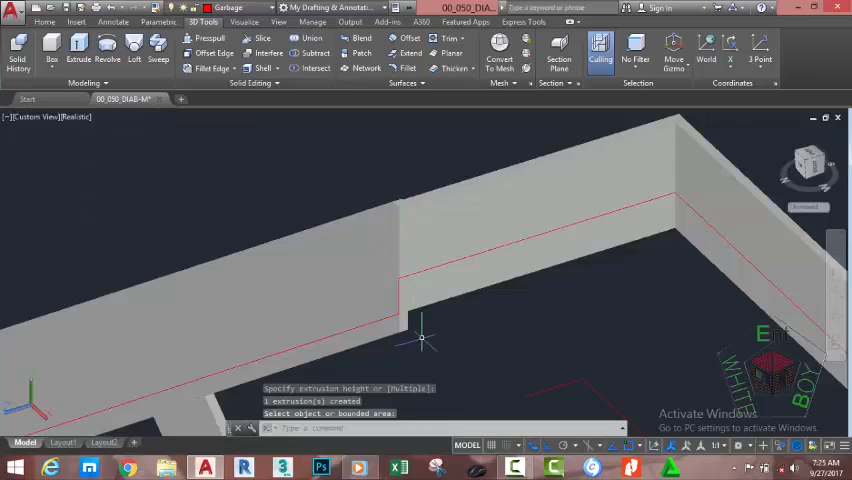 Garbage
My Drafting & Annotati...
00_050_DIA...
Type a keyword or phrase
Sign In
Home Insert Annotate Parametric 3D Tools Visualize View Manage Output Add-ins A360 Featured Apps Express Tools
Solid History
Box
Extrude
Revolve
Loft
Sweep
Presspull
Offset Edge
Fillet Edge
Slice
Interfere
Shell
Union
Subtract
Intersect
Blend
Patch
Network
Offset
Extend
Fillet
Trim
Planar
Thicken
Convert To Mesh
Section Plane
Culling
No Filter
Move Gizmo
World
X
3 Point
Modeling
Solid Editing
Surfaces
Mesh
Section
Selection
Coordinates
Start
00_050_DIAB-M*
[–][Custom View][Realistic]
Unnamed
Enf
WHITE
BOY
Specify extrusion height or [Multiple]:
1 extrusion(s) created
Select object or bounded area:
Type a command
Activate Windows
Go to PC settings to activate Windows.
Model Layout1 Layout2 +
MODEL
1:1
7:25 AM
9/27/2017